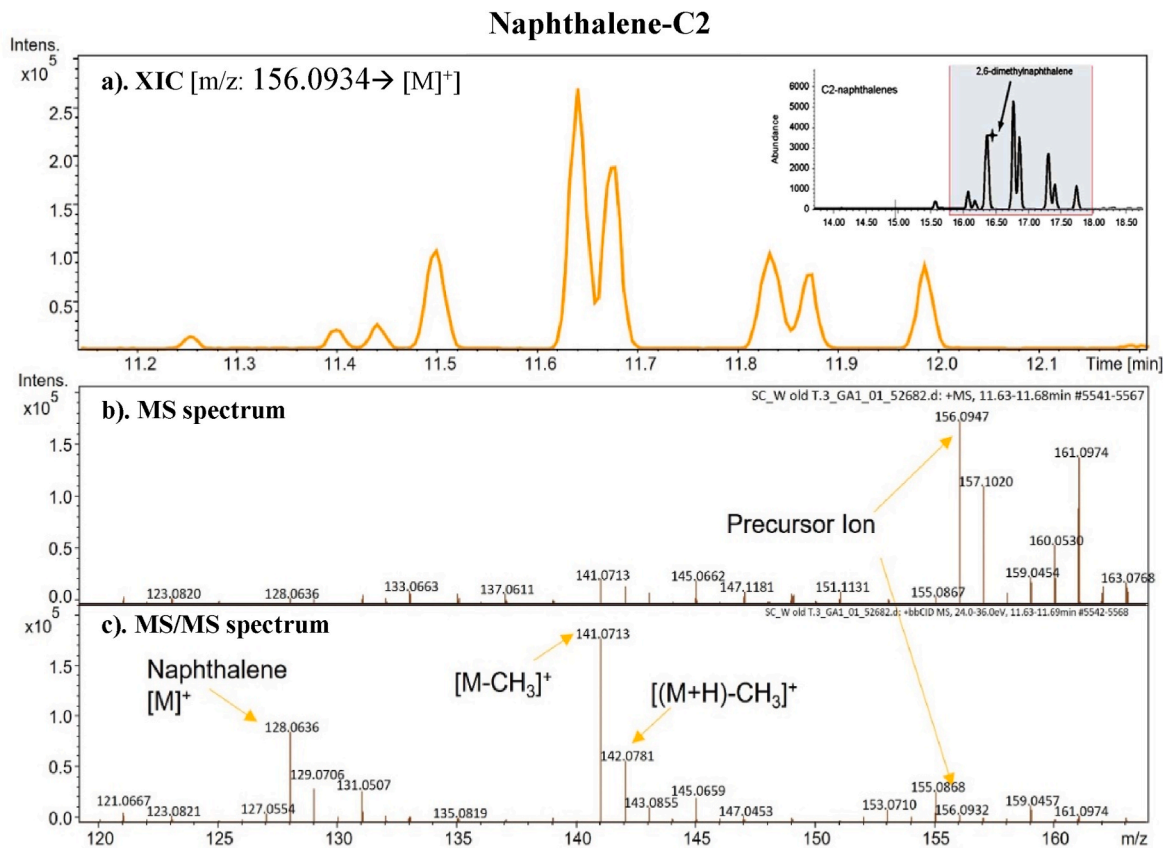 Naphthalene-C2
Intens.
x10⁵
a). XIC [m/z: 156.0934→ [M]⁺]
2.5
2.0
1.5
1.0
0.5
11.2 11.3 11.4 11.5 11.6 11.7 11.8 11.9 12.0 12.1 Time [min]
C2-naphthalenes
2,6-dimethylnaphthalene
Abundance
6000
5000
4000
3000
2000
1000
0
14.00 15.00 15.50 16.00 16.50 17.00 17.50 18.00 18.50
Intens.
x10⁵
b). MS spectrum
SC_W old T.3_GA1_01_52682.d: +MS, 11.63-11.68min #5541-5567
1.5
1.0
0.5
0.0
Precursor Ion
123.0820 128.0636 133.0663 137.0611 141.0713 145.0662 147.1181 151.1131 155.0867 156.0947 157.1020 159.0454 160.0530 161.0974 163.0768
x10⁵
c). MS/MS spectrum
SC_W old T.3_GA1_01_52682.d: +bbCID MS, 24.0-36.0eV, 11.63-11.69min #5542-5568
1.5
1.0
0.5
0.0
Naphthalene
[M]⁺
[M-CH₃]⁺
[(M+H)-CH₃]⁺
121.0667 123.0821 127.0554 128.0636 129.0706 131.0507 135.0819 141.0713 142.0781 143.0855 145.0659 147.0453 153.0710 155.0868 156.0932 159.0457 161.0974
120 125 130 135 140 145 150 155 160 m/z